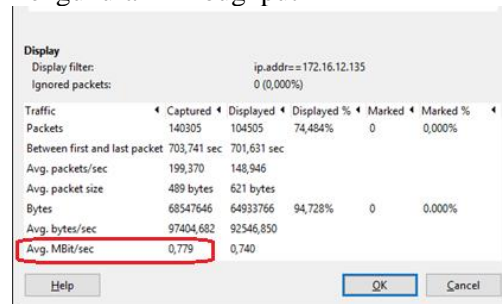 Display
Display filter: ip.addr==172.16.12.135
Ignored packets: 0 (0,000%)
Traffic Captured Displayed Displayed % Marked Marked %
Packets 140305 104505 74,484% 0 0,000%
Between first and last packet 703,741 sec 701,631 sec
Avg. packets/sec 199,370 148,946
Avg. packet size 489 bytes 621 bytes
Bytes 68547646 64933766 94,728% 0 0.000%
Avg. bytes/sec 97404,682 92546,850
Avg. MBit/sec 0,779 0,740
Help OK Cancel